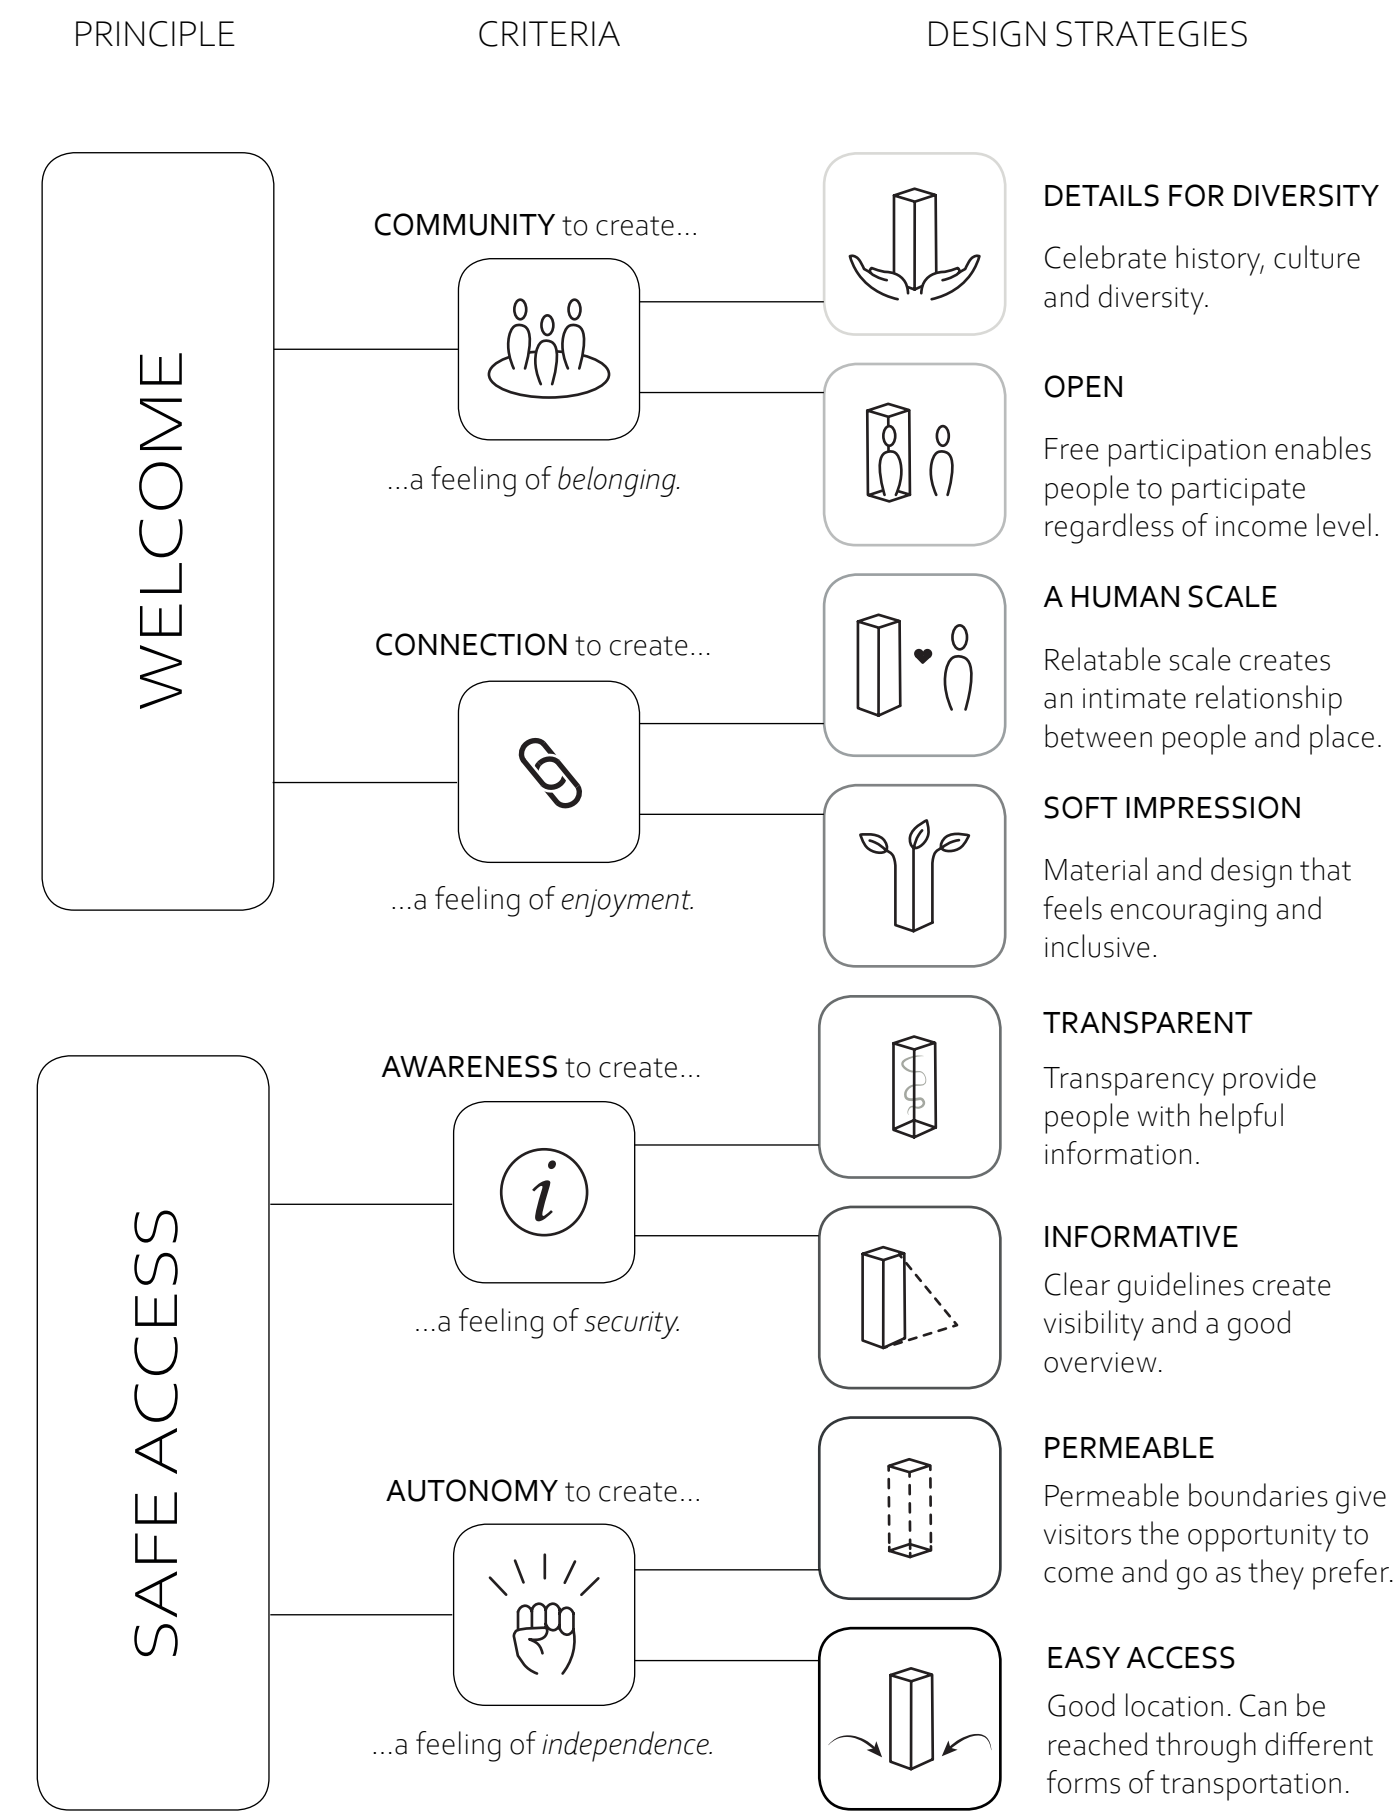 PRINCIPLE
CRITERIA
DESIGN STRATEGIES
WELCOME
COMMUNITY to create...
...a feeling of belonging.
DETAILS FOR DIVERSITY
Celebrate history, culture
and diversity.
OPEN
Free participation enables
people to participate
regardless of income level.
CONNECTION to create...
...a feeling of enjoyment.
A HUMAN SCALE
Relatable scale creates
an intimate relationship
between people and place.
SOFT IMPRESSION
Material and design that
feels encouraging and
inclusive.
SAFE ACCESS
AWARENESS to create...
i
...a feeling of security.
TRANSPARENT
Transparency provide
people with helpful
information.
INFORMATIVE
Clear guidelines create
visibility and a good
overview.
AUTONOMY to create...
...a feeling of independence.
PERMEABLE
Permeable boundaries give
visitors the opportunity to
come and go as they prefer.
EASY ACCESS
Good location. Can be
reached through different
forms of transportation.